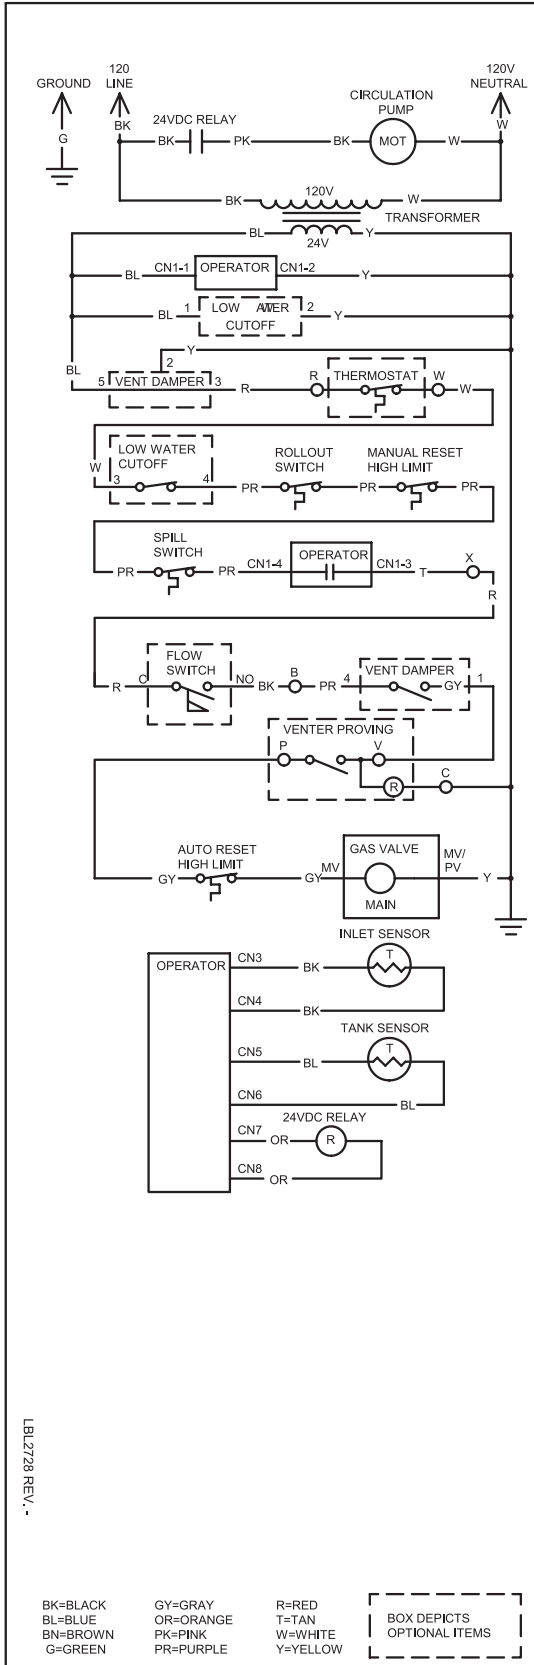 GROUND
120
LINE
120V
NEUTRAL
CIRCULATION
PUMP
24VDC RELAY
BK
W
G
BK PK BK MOT W
120V
BK W
TRANSFORMER
BL Y
24V
BL CN1-1 OPERATOR CN1-2 Y
BL 1 LOW WATER 2 Y
CUTOFF
Y
2
BL
5 VENT DAMPER 3 R R THERMOSTAT W W
LOW WATER
CUTOFF
ROLLOUT
SWITCH
MANUAL RESET
HIGH LIMIT
W
3 4 PR PR PR
SPILL
SWITCH
OPERATOR
PR PR CN1-4 CN1-3 T X
R
FLOW
SWITCH
VENT DAMPER
R C NO BK B PR 4 GY 1
VENTER PROVING
P V
R C
AUTO RESET
HIGH LIMIT
GAS VALVE
MV/
PV
GY GY MV Y
MAIN
INLET SENSOR
OPERATOR CN3 BK T
CN4 BK
TANK SENSOR
CN5 BL T
CN6 BL
24VDC RELAY
CN7 OR R
CN8 OR
LBL2728 REV. -
BK=BLACK GY=GRAY R=RED
BL=BLUE OR=ORANGE T=TAN
BN=BROWN PK=PINK W=WHITE
G=GREEN PR=PURPLE Y=YELLOW
BOX DEPICTS
OPTIONAL ITEMS